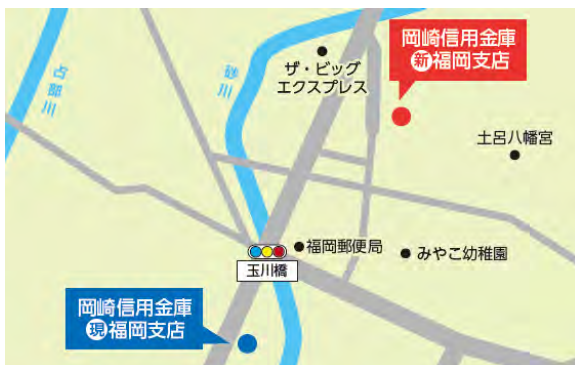 岡崎信用金庫
新福岡支店
ザ・ビッグ
エクスプレス
占部川
砂川
土呂八幡宮
福岡郵便局
みやこ幼稚園
玉川橋
岡崎信用金庫
現福岡支店